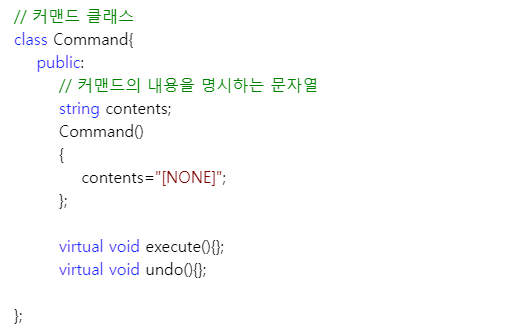 // 커맨드 클래스
class Command{
public:
// 커맨드의 내용을 명시하는 문자열
string contents;
Command()
{
contents="[NONE]";
};
virtual void execute(){};
virtual void undo(){};
};